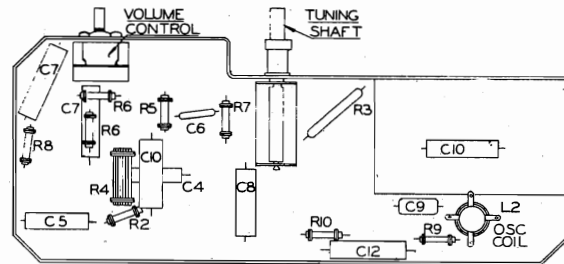 VOLUME
CONTROL
TUNING
SHAFT
C7
C7
R6
R5
C6
R7
R3
R6
R8
C10
C10
R4
C4
C8
C9
L2
OSC
COIL
C5
R2
R10
R9
C12